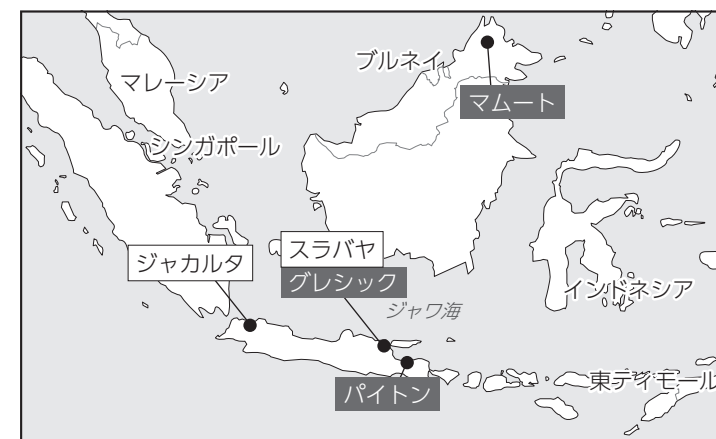 ブルネイ
マレーシア
マムート
シンガポール
スラバヤ
ジャカルタ
グレシック
インドネシア
ジャワ海
東ティモール
パイトン